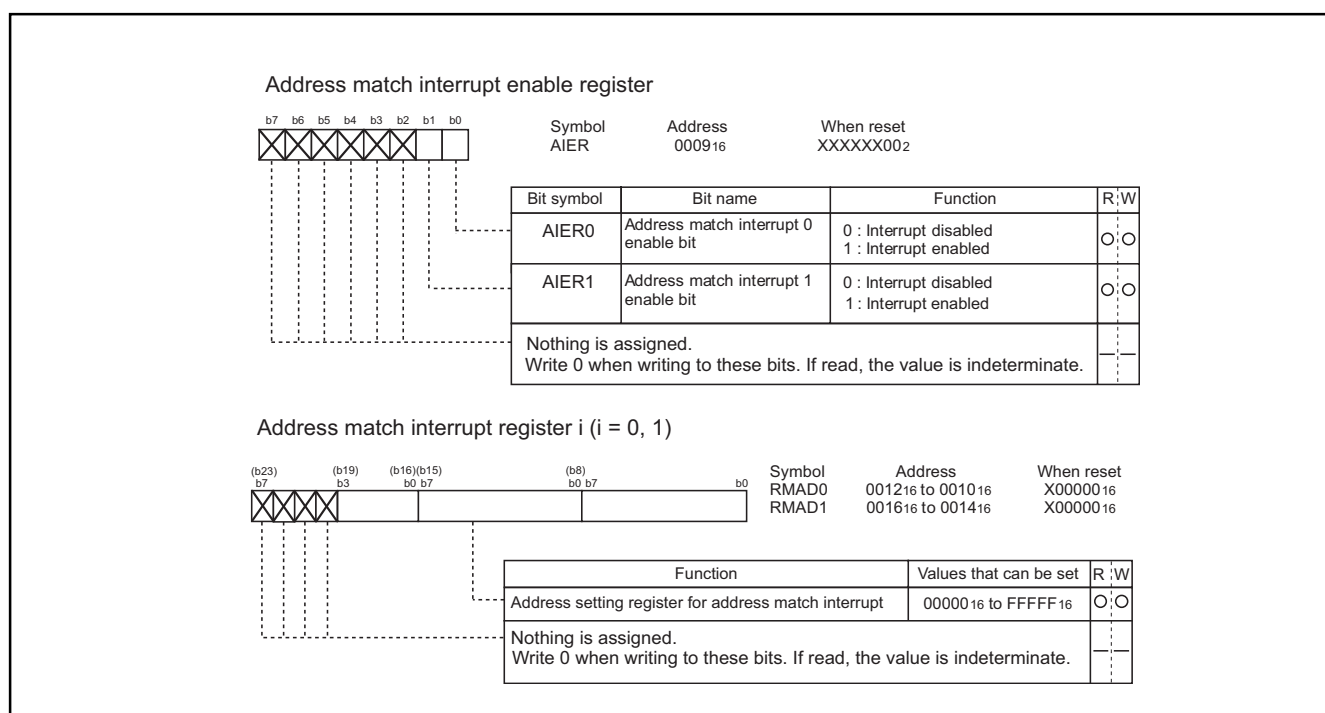 Address match interrupt enable register
b7 b6 b5 b4 b3 b2 b1 b0
Symbol Address When reset
AIER 000916 XXXXXX002
Bit symbol Bit name Function R W
AIER0 Address match interrupt 0 enable bit 0 : Interrupt disabled
1 : Interrupt enabled
AIER1 Address match interrupt 1 enable bit 0 : Interrupt disabled
1 : Interrupt enabled
Nothing is assigned.
Write 0 when writing to these bits. If read, the value is indeterminate.
Address match interrupt register i (i = 0, 1)
(b23) (b19) (b16)(b15) (b8)
b7 b3 b0 b7 b0 b7 b0
Symbol Address When reset
RMAD0 001216 to 001016 X0000016
RMAD1 001616 to 001416 X0000016
Function Values that can be set R W
Address setting register for address match interrupt 0000016 to FFFFF16
Nothing is assigned.
Write 0 when writing to these bits. If read, the value is indeterminate.